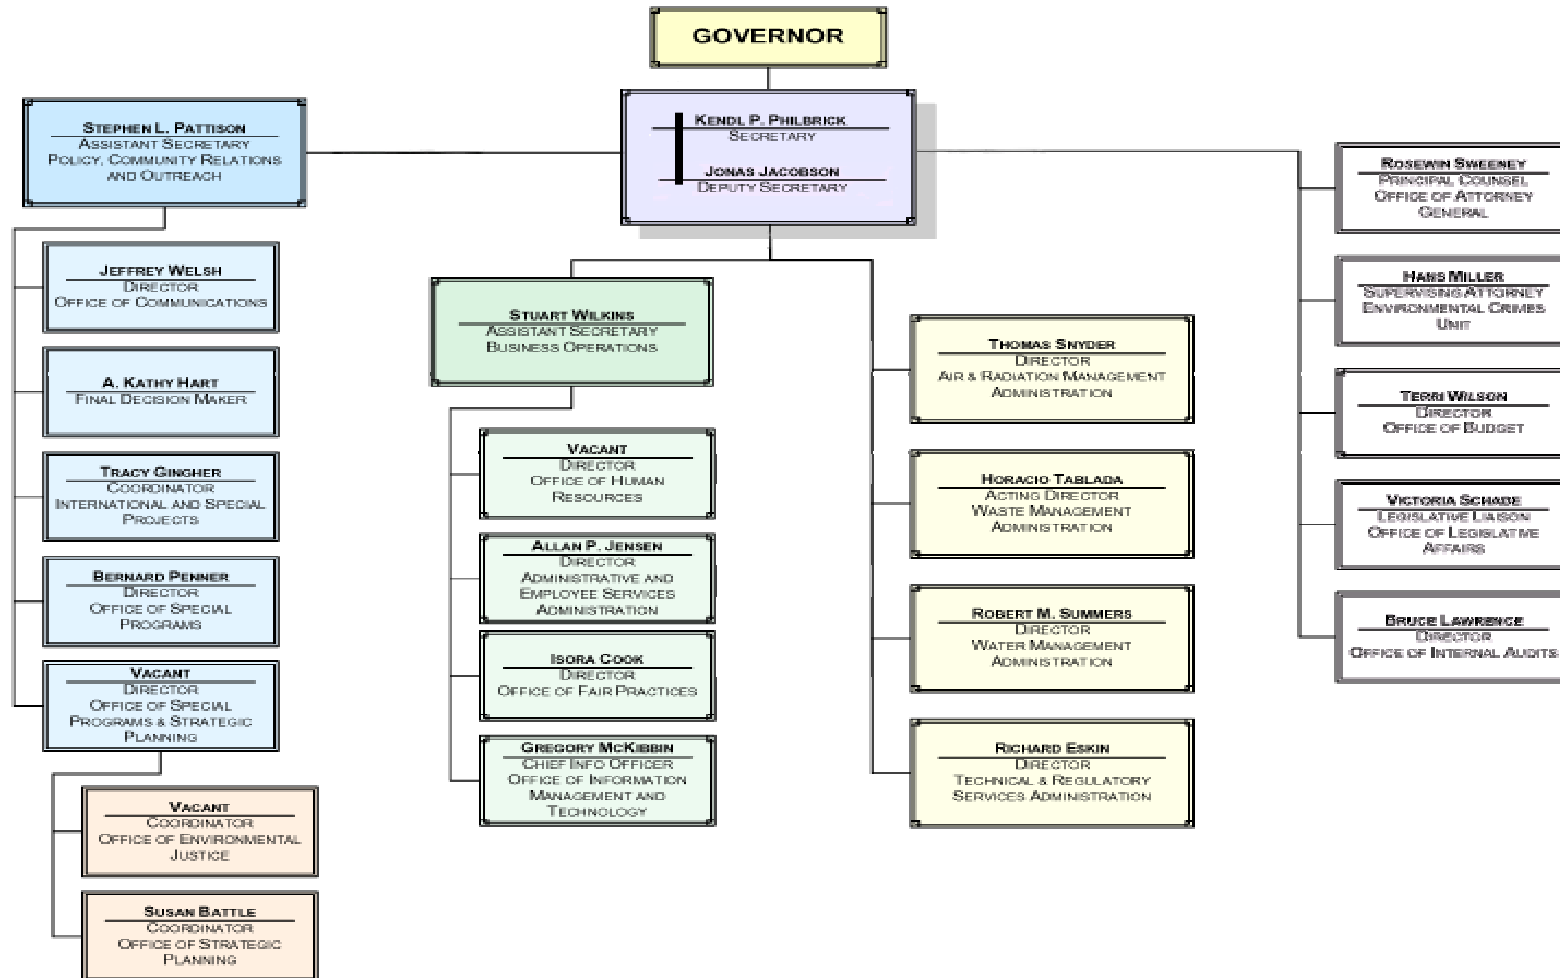 GOVERNOR
KENDL P. PHILBRICK
SECRETARY
JONAS JACOBSON
DEPUTY SECRETARY
STEPHEN L. PATTISON
ASSISTANT SECRETARY
POLICY, COMMUNITY RELATIONS
AND OUTREACH
JEFFREY WELSH
DIRECTOR
OFFICE OF COMMUNICATIONS
A. KATHY HART
FINAL DECISION MAKER
TRACY GINGHER
COORDINATOR
INTERNATIONAL AND SPECIAL
PROJECTS
BERNARD PENNER
DIRECTOR
OFFICE OF SPECIAL
PROGRAMS
VACANT
DIRECTOR
OFFICE OF SPECIAL
PROGRAMS & STRATEGIC
PLANNING
VACANT
COORDINATOR
OFFICE OF ENVIRONMENTAL
JUSTICE
SUSAN BATTLE
COORDINATOR
OFFICE OF STRATEGIC
PLANNING
STUART WILKINS
ASSISTANT SECRETARY
BUSINESS OPERATIONS
VACANT
DIRECTOR
OFFICE OF HUMAN
RESOURCES
ALLAN P. JENSEN
DIRECTOR
ADMINISTRATIVE AND
EMPLOYEE SERVICES
ADMINISTRATION
ISORA COOK
DIRECTOR
OFFICE OF FAIR PRACTICES
GREGORY MCKIBBIN
CHIEF INFO OFFICER
OFFICE OF INFORMATION
MANAGEMENT AND
TECHNOLOGY
THOMAS SNYDER
DIRECTOR
AIR & RADIATION MANAGEMENT
ADMINISTRATION
HORACIO TABLADA
ACTING DIRECTOR
WASTE MANAGEMENT
ADMINISTRATION
ROBERT M. SUMMERS
DIRECTOR
WATER MANAGEMENT
ADMINISTRATION
RICHARD ESKIN
DIRECTOR
TECHNICAL & REGULATORY
SERVICES ADMINISTRATION
ROSEWIN SWEENEY
PRINCIPAL COUNSEL
OFFICE OF ATTORNEY
GENERAL
HANS MILLER
SUPERVISING ATTORNEY
ENVIRONMENTAL CRIMES
UNIT
TERRI WILSON
DIRECTOR
OFFICE OF BUDGET
VICTORIA SCHADE
LEGISLATIVE LIAISON
OFFICE OF LEGISLATIVE
AFFAIRS
BRUCE LAWRENCE
DIRECTOR
OFFICE OF INTERNAL AUDITS